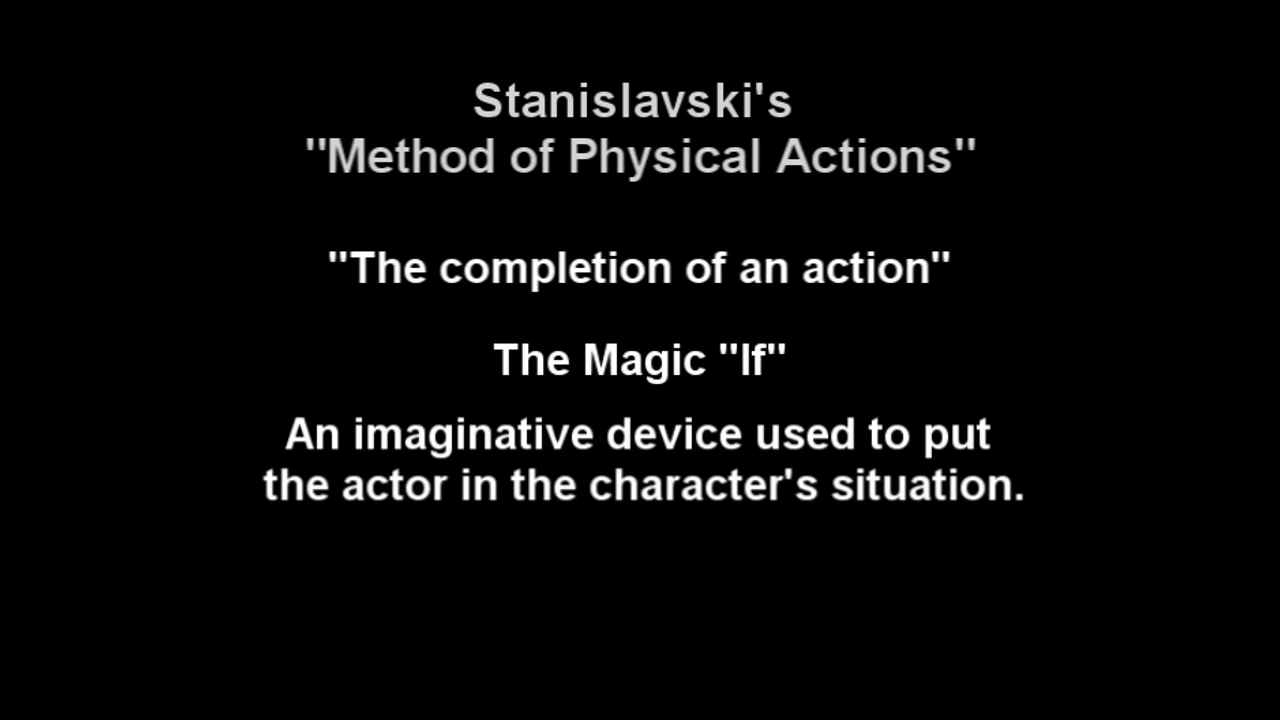 Stanislavski's
"Method of Physical Actions"
"The completion of an action"
The Magic "If"
An imaginative device used to put
the actor in the character's situation.